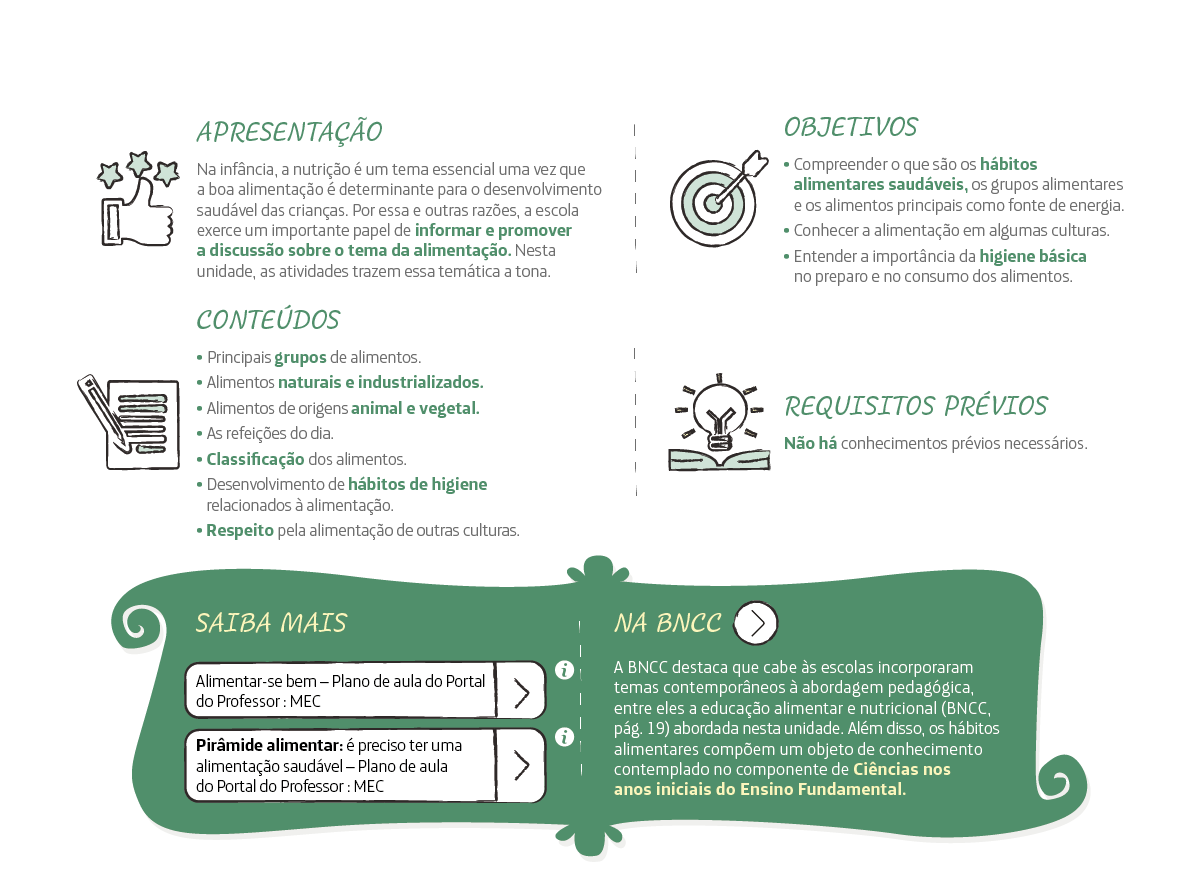 APRESENTAÇÃO
Na infância, a nutrição é um tema essencial uma vez que
a boa alimentação é determinante para o desenvolvimento
saudável das crianças. Por essa e outras razões, a escola
exerce um importante papel de informar e promover
a discussão sobre o tema da alimentação. Nesta
unidade, as atividades trazem essa temática a tona.
CONTEÚDOS
• Principais grupos de alimentos.
• Alimentos naturais e industrializados.
• Alimentos de origens animal e vegetal.
• As refeições do dia.
• Classificação dos alimentos.
• Desenvolvimento de hábitos de higiene
relacionados à alimentação.
• Respeito pela alimentação de outras culturas.
OBJETIVOS
• Compreender o que são os hábitos
alimentares saudáveis, os grupos alimentares
e os alimentos principais como fonte de energia.
• Conhecer a alimentação em algumas culturas.
• Entender a importância da higiene básica
no preparo e no consumo dos alimentos.
REQUISITOS PRÉVIOS
Não há conhecimentos prévios necessários.
SAIBA MAIS
Alimentar-se bem – Plano de aula do Portal
do Professor : MEC
i
Pirâmide alimentar: é preciso ter uma
alimentação saudável – Plano de aula
do Portal do Professor : MEC
i
NA BNCC
A BNCC destaca que cabe às escolas incorporaram
temas contemporâneos à abordagem pedagógica,
entre eles a educação alimentar e nutricional (BNCC,
pág. 19) abordada nesta unidade. Além disso, os hábitos
alimentares compõem um objeto de conhecimento
contemplado no componente de Ciências nos
anos iniciais do Ensino Fundamental.